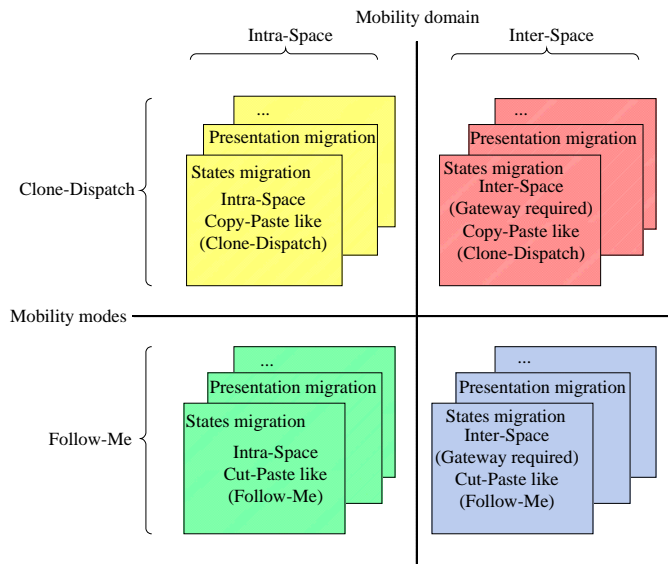 Mobility domain
Intra-Space
Inter-Space
Clone-Dispatch
...
Presentation migration
States migration
Intra-Space
Copy-Paste like
(Clone-Dispatch)
...
Presentation migration
States migration
Inter-Space
(Gateway required)
Copy-Paste like
(Clone-Dispatch)
Mobility modes
Follow-Me
...
Presentation migration
States migration
Intra-Space
Cut-Paste like
(Follow-Me)
...
Presentation migration
States migration
Inter-Space
(Gateway required)
Cut-Paste like
(Follow-Me)